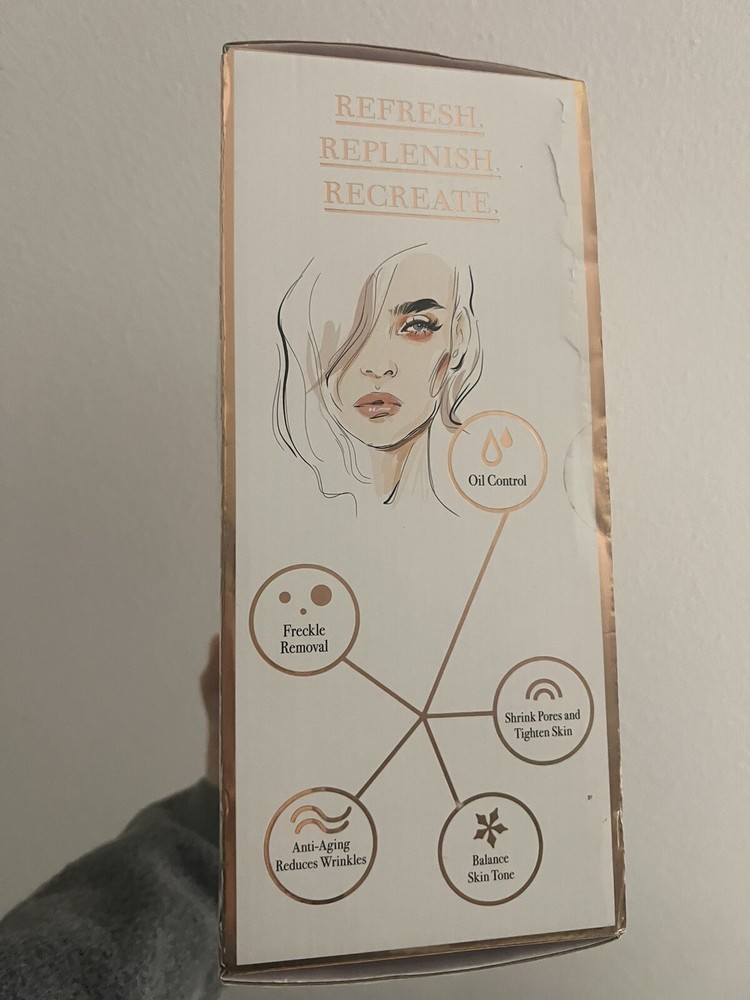 REFRESH.
REPLENISH.
RECREATE.
Oil Control
Freckle
Removal
Shrink Pores and
Tighten Skin
Anti-Aging
Reduces Wrinkles
Balance
Skin Tone